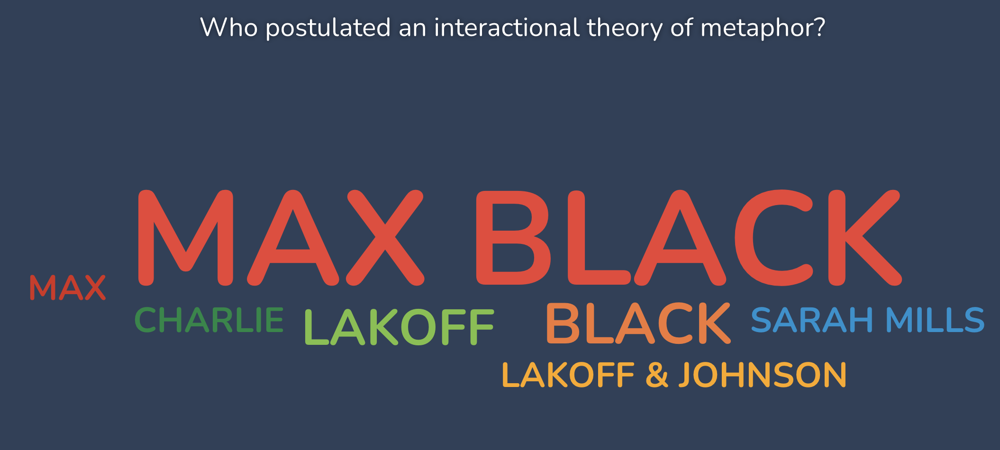 Who postulated an interactional theory of metaphor?
MAX BLACK
MAX
CHARLIE
LAKOFF
BLACK
SARAH MILLS
LAKOFF & JOHNSON